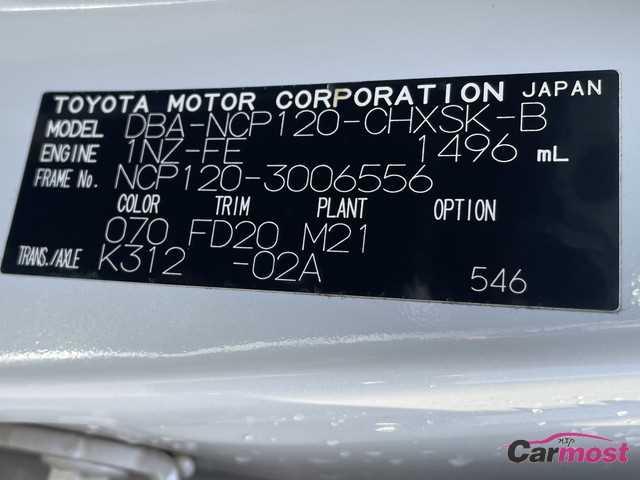 TOYOTA MOTOR CORPORATION JAPAN
MODEL DBA-NCP120-CHXSK-B
ENGINE 1NZ-FE 1496 mL
FRAME No. NCP120-3006556
COLOR TRIM PLANT OPTION
070 FD20 M21
TRANS./AXLE K312 -02A
546
Carmost